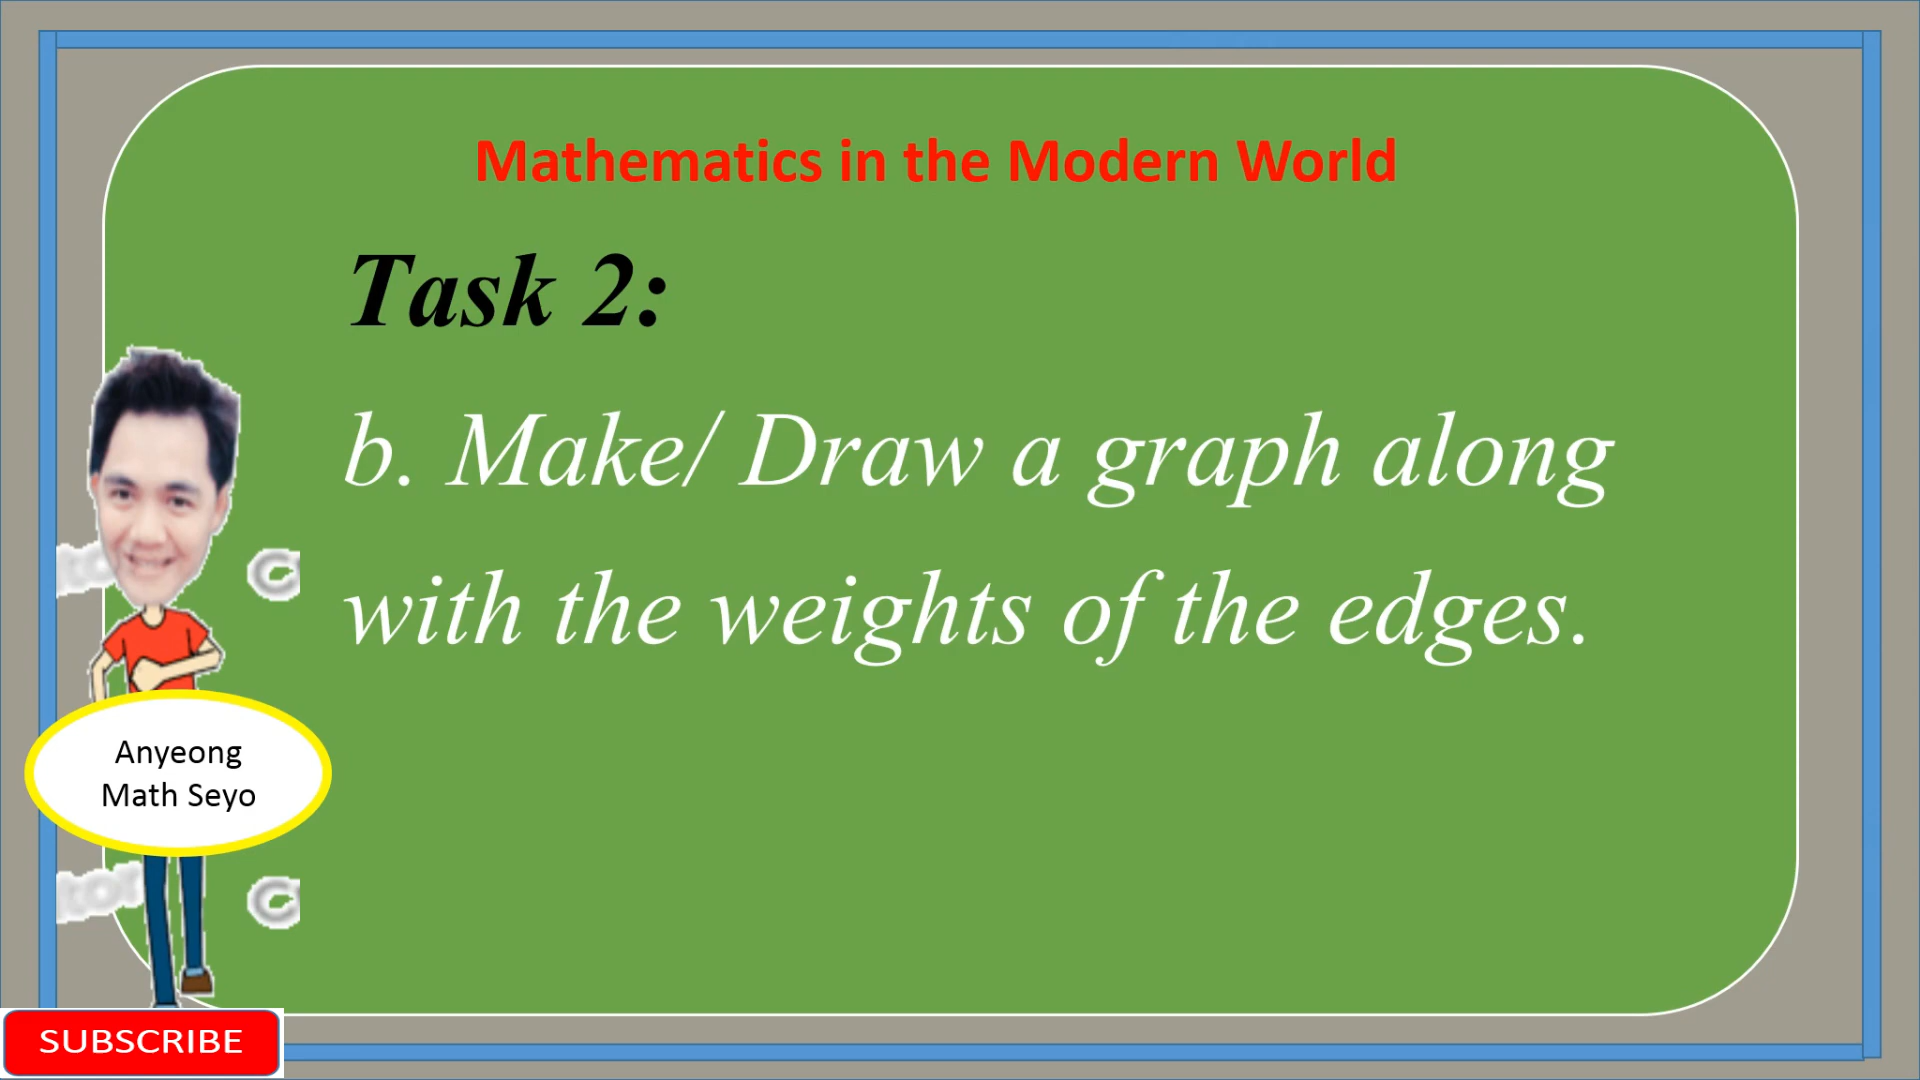 Mathematics in the Modern World
Task 2:
b. Make/ Draw a graph along
with the weights of the edges.
Anyeong
Math Seyo
SUBSCRIBE